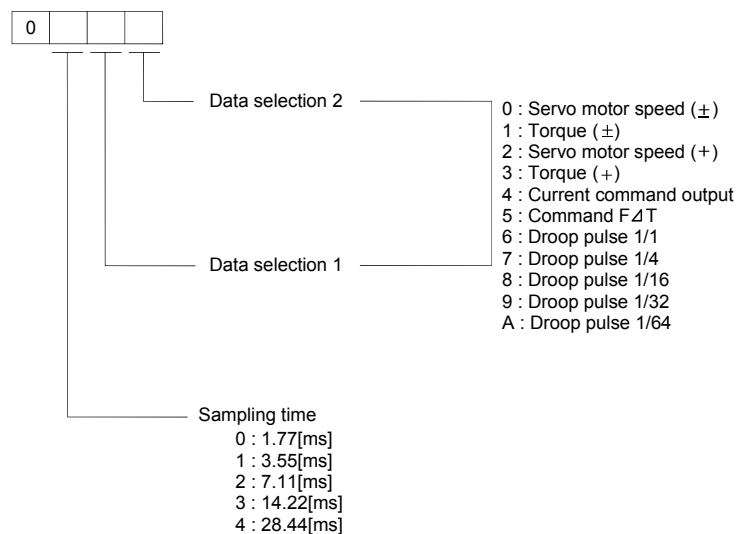 0
Data selection 2
0 : Servo motor speed (±)
1 : Torque (±)
2 : Servo motor speed (+)
3 : Torque (+)
4 : Current command output
5 : Command F⊿T
6 : Droop pulse 1/1
7 : Droop pulse 1/4
8 : Droop pulse 1/16
9 : Droop pulse 1/32
A : Droop pulse 1/64
Data selection 1
Sampling time
0 : 1.77[ms]
1 : 3.55[ms]
2 : 7.11[ms]
3 : 14.22[ms]
4 : 28.44[ms]